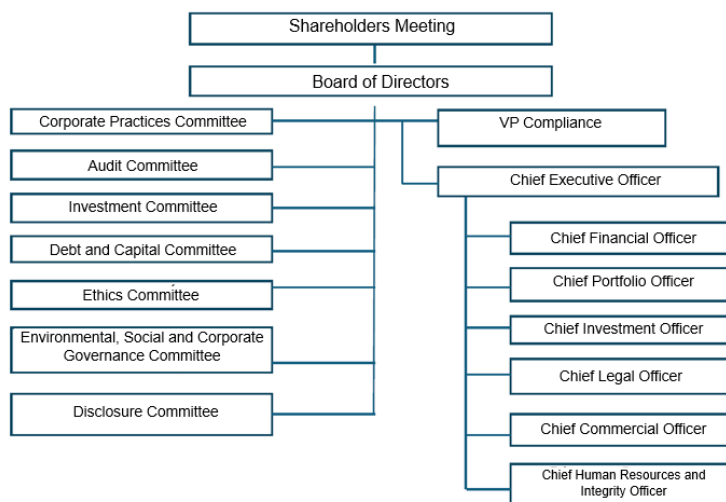 Shareholders Meeting
Board of Directors
Corporate Practices Committee
VP Compliance
Audit Committee
Chief Executive Officer
Investment Committee
Chief Financial Officer
Debt and Capital Committee
Chief Portfolio Officer
Ethics Committee
Chief Investment Officer
Environmental, Social and Corporate
Governance Committee
Chief Legal Officer
Disclosure Committee
Chief Commercial Officer
Chief Human Resources and
Integrity Officer